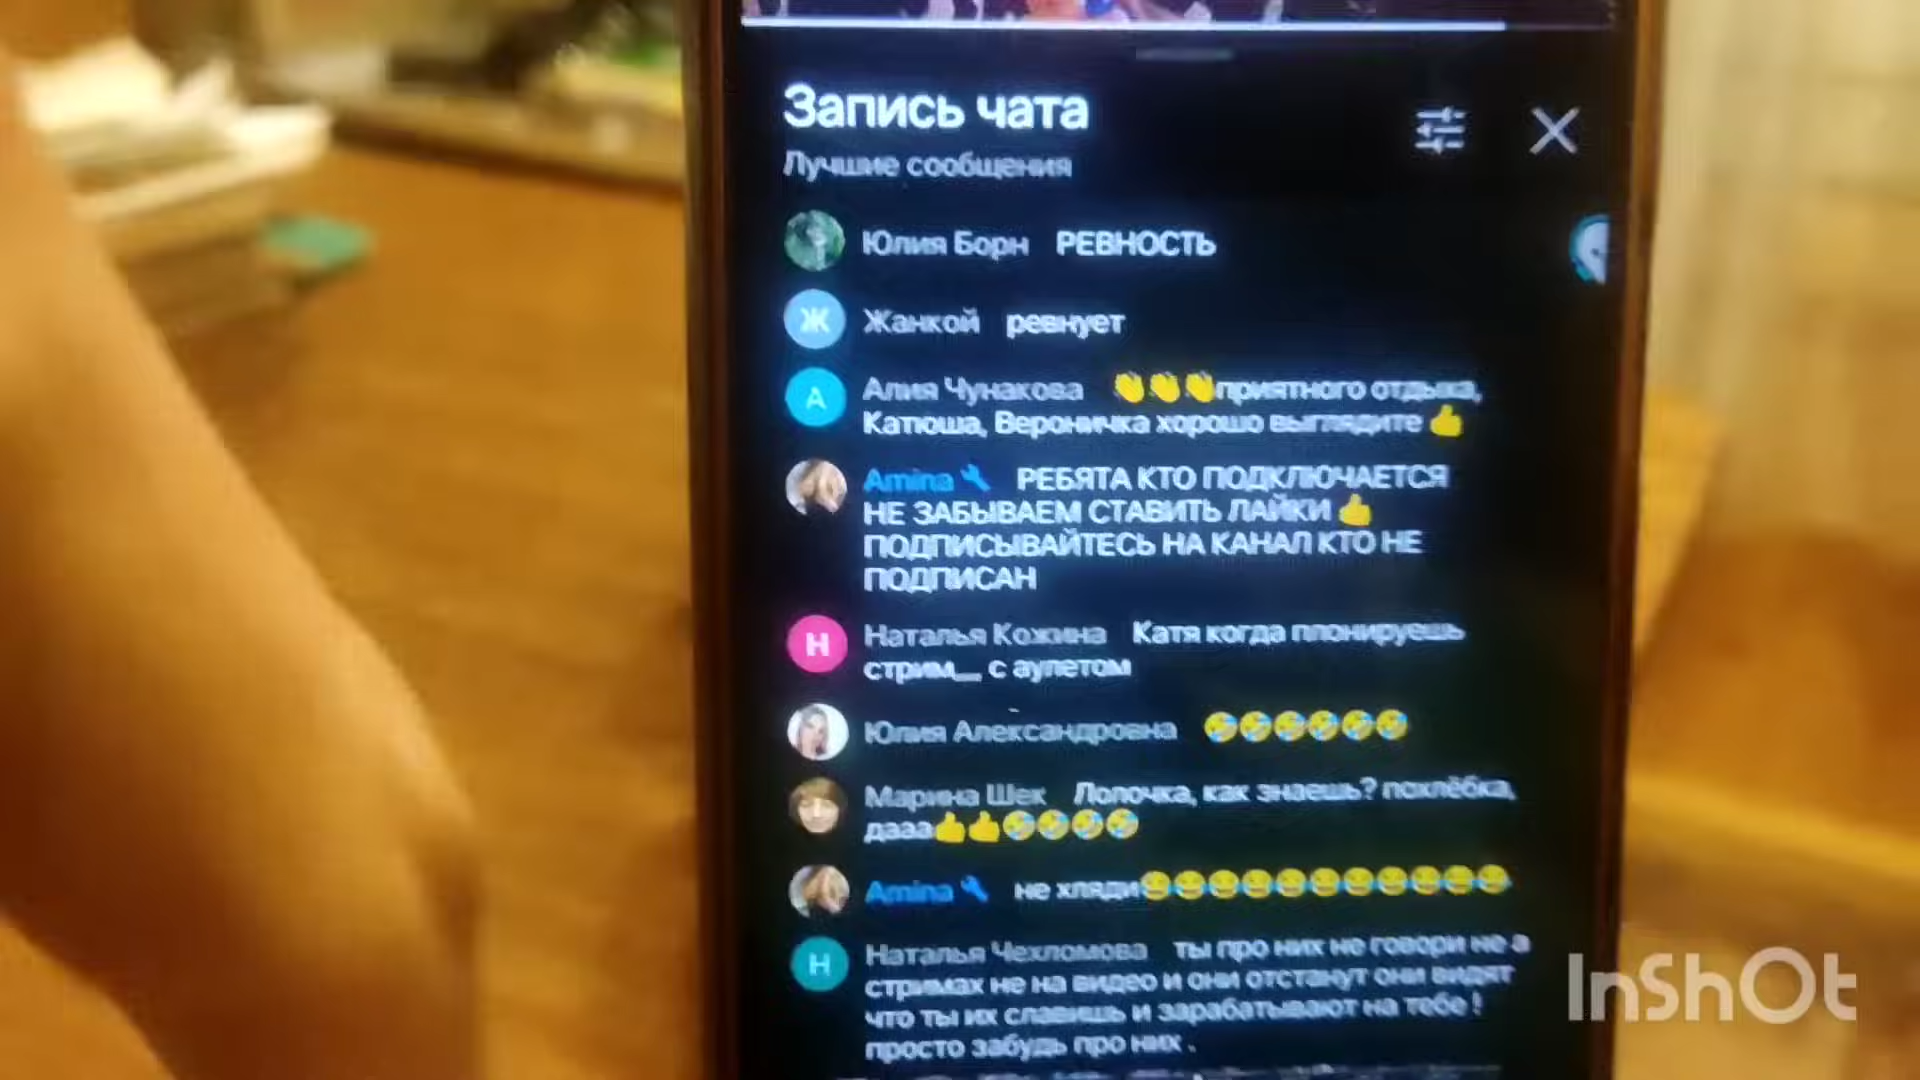 Запись чата
Лучшие сообщения
Юлия Борн РЕВНОСТЬ
Ж Жанкой ревнует
А Алия Чунакова 👏👏👏приятного отдыха,
Катюша, Вероничка хорошо выглядите 👍
Amina РЕБЯТА КТО ПОДКЛЮЧАЕТСЯ
НЕ ЗАБЫВАЕМ СТАВИТЬ ЛАЙКИ 👍
ПОДПИСЫВАЙТЕСЬ НА КАНАЛ КТО НЕ
ПОДПИСАН
Н Наталья Кожина Катя когда плонируешь
стрим__ с аулетом
Юлия Александровна 🤣🤣🤣🤣🤣🤣
Марина Шек Лопочка, как знаешь? похлёбка,
дааа👍👍🤣🤣🤣🤣
Amina не хляди😂😂😂😂😂😂😂😂😂😂😂
Н Наталья Чехломова ты про них не говори не а
стримах не на видео и они отстанут они видят
что ты их славишь и зарабатывают на тебе !
просто забудь про них .
InShOt